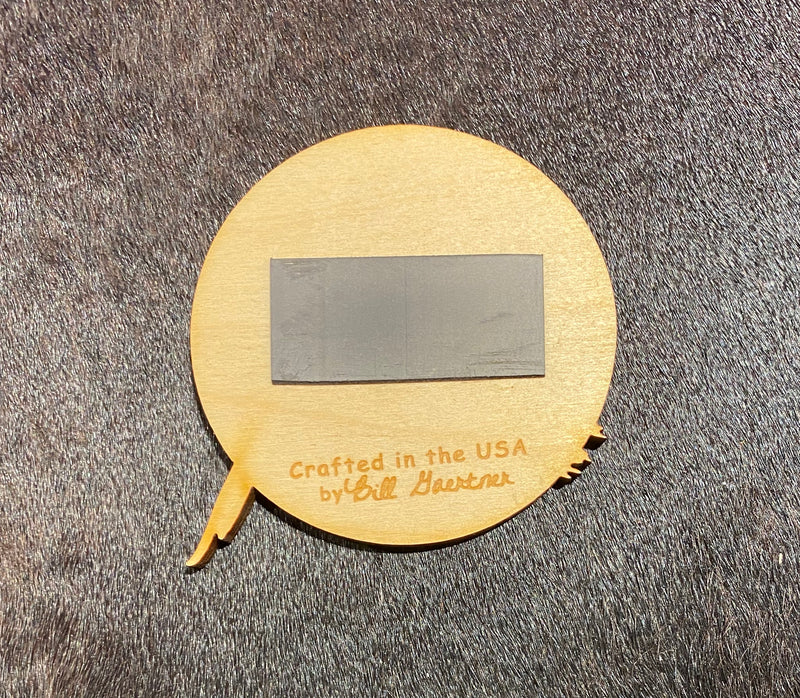 Crafted in the USA
by Bill Gaertner